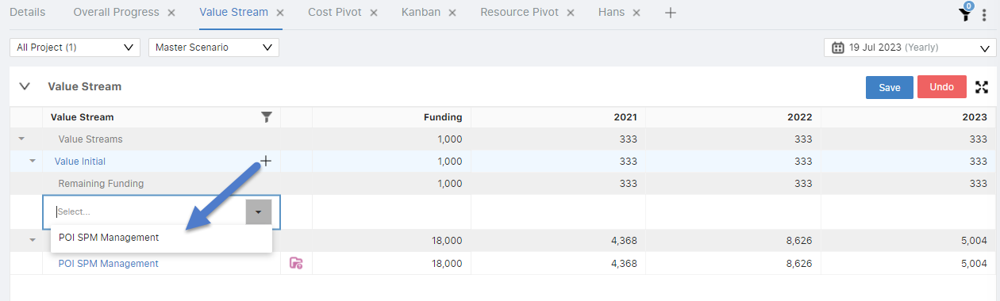 Details Overall Progress Value Stream Cost Pivot Kanban Resource Pivot Hans 0
All Project (1) Master Scenario 19 Jul 2023 (Yearly)
Value Stream Save Undo
Value Stream Funding 2021 2022 2023
Value Streams 1,000 333 333 333
Value Initial 1,000 333 333 333
Remaining Funding 1,000 333 333 333
Select...
POI SPM Management
18,000 4,368 8,626 5,004
POI SPM Management 18,000 4,368 8,626 5,004